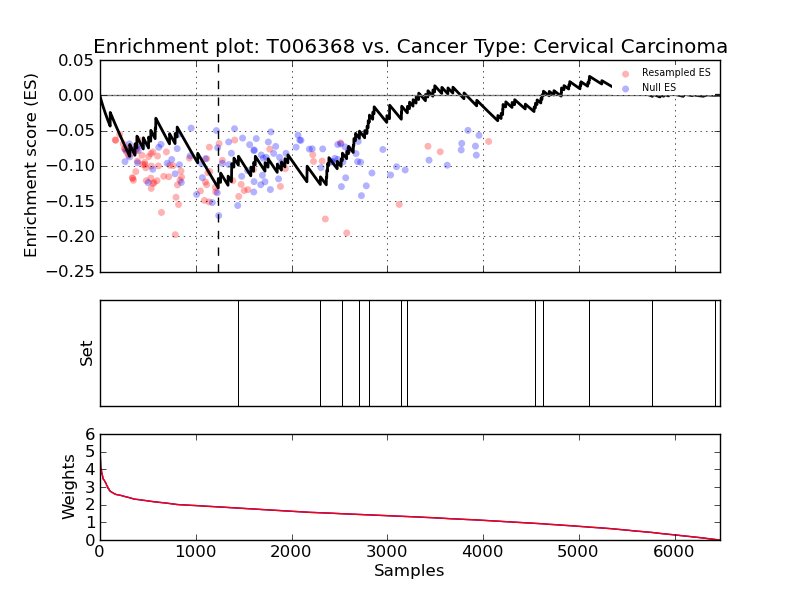 Enrichment plot: T006368 vs. Cancer Type: Cervical Carcinoma
Enrichment score (ES)
0.05
0.00
−0.05
−0.10
−0.15
−0.20
−0.25
Resampled ES
Null ES
Set
Weights
6
5
4
3
2
1
0
0 1000 2000 3000 4000 5000 6000
Samples